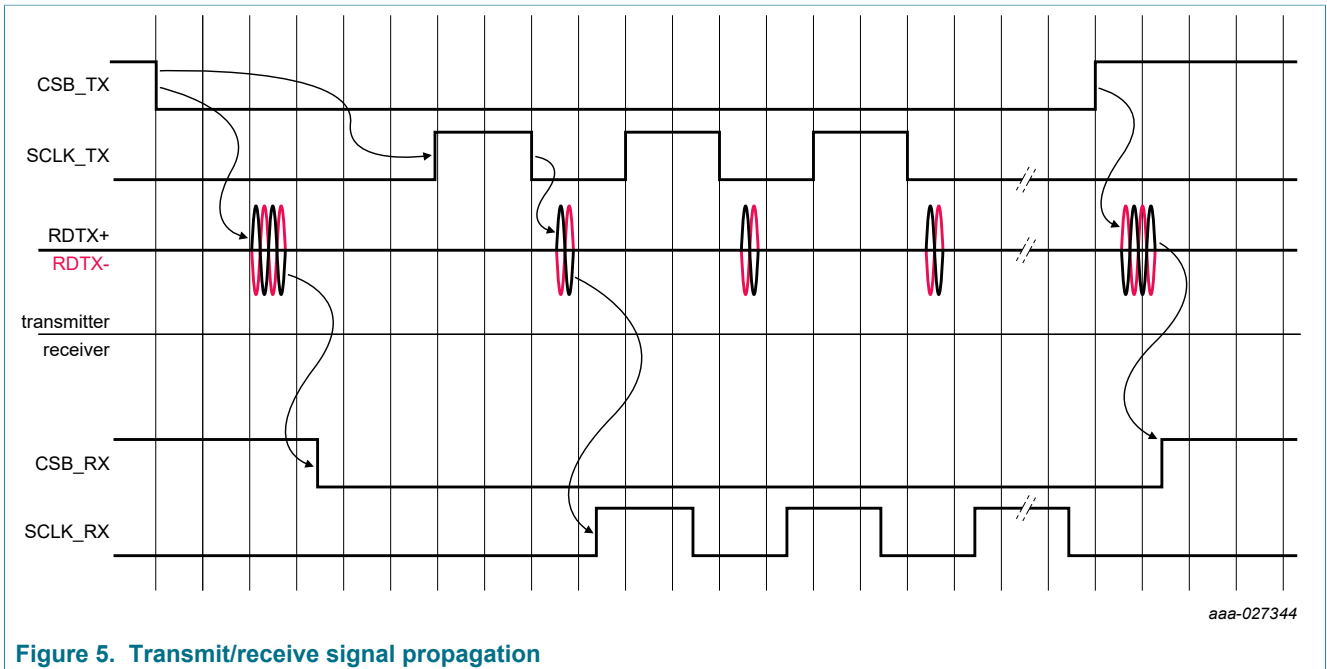 CSB_TX
SCLK_TX
RDTX+
RDTX-
transmitter
receiver
CSB_RX
SCLK_RX
aaa-027344
Figure 5. Transmit/receive signal propagation